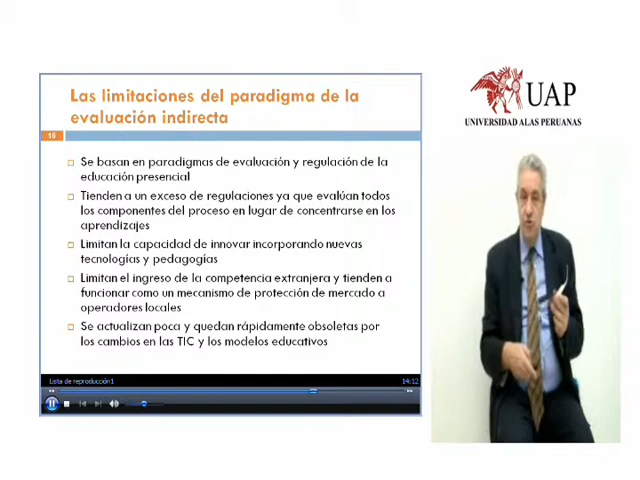 Las limitaciones del paradigma de la
evaluación indirecta
16
Se basan en paradigmas de evaluación y regulación de la
educación presencial
Tienden a un exceso de regulaciones ya que evalúan todos
los componentes del proceso en lugar de concentrarse en los
aprendizajes
Limitan la capacidad de innovar incorporando nuevas
tecnologías y pedagogías
Limitan el ingreso de la competencia extranjera y tienden a
funcionar como un mecanismo de protección de mercado a
operadores locales
Se actualizan poca y quedan rápidamente obsoletas por
los cambios en las TIC y los modelos educativos
Lista de reproducción1
14:12
UAP
UNIVERSIDAD ALAS PERUANAS